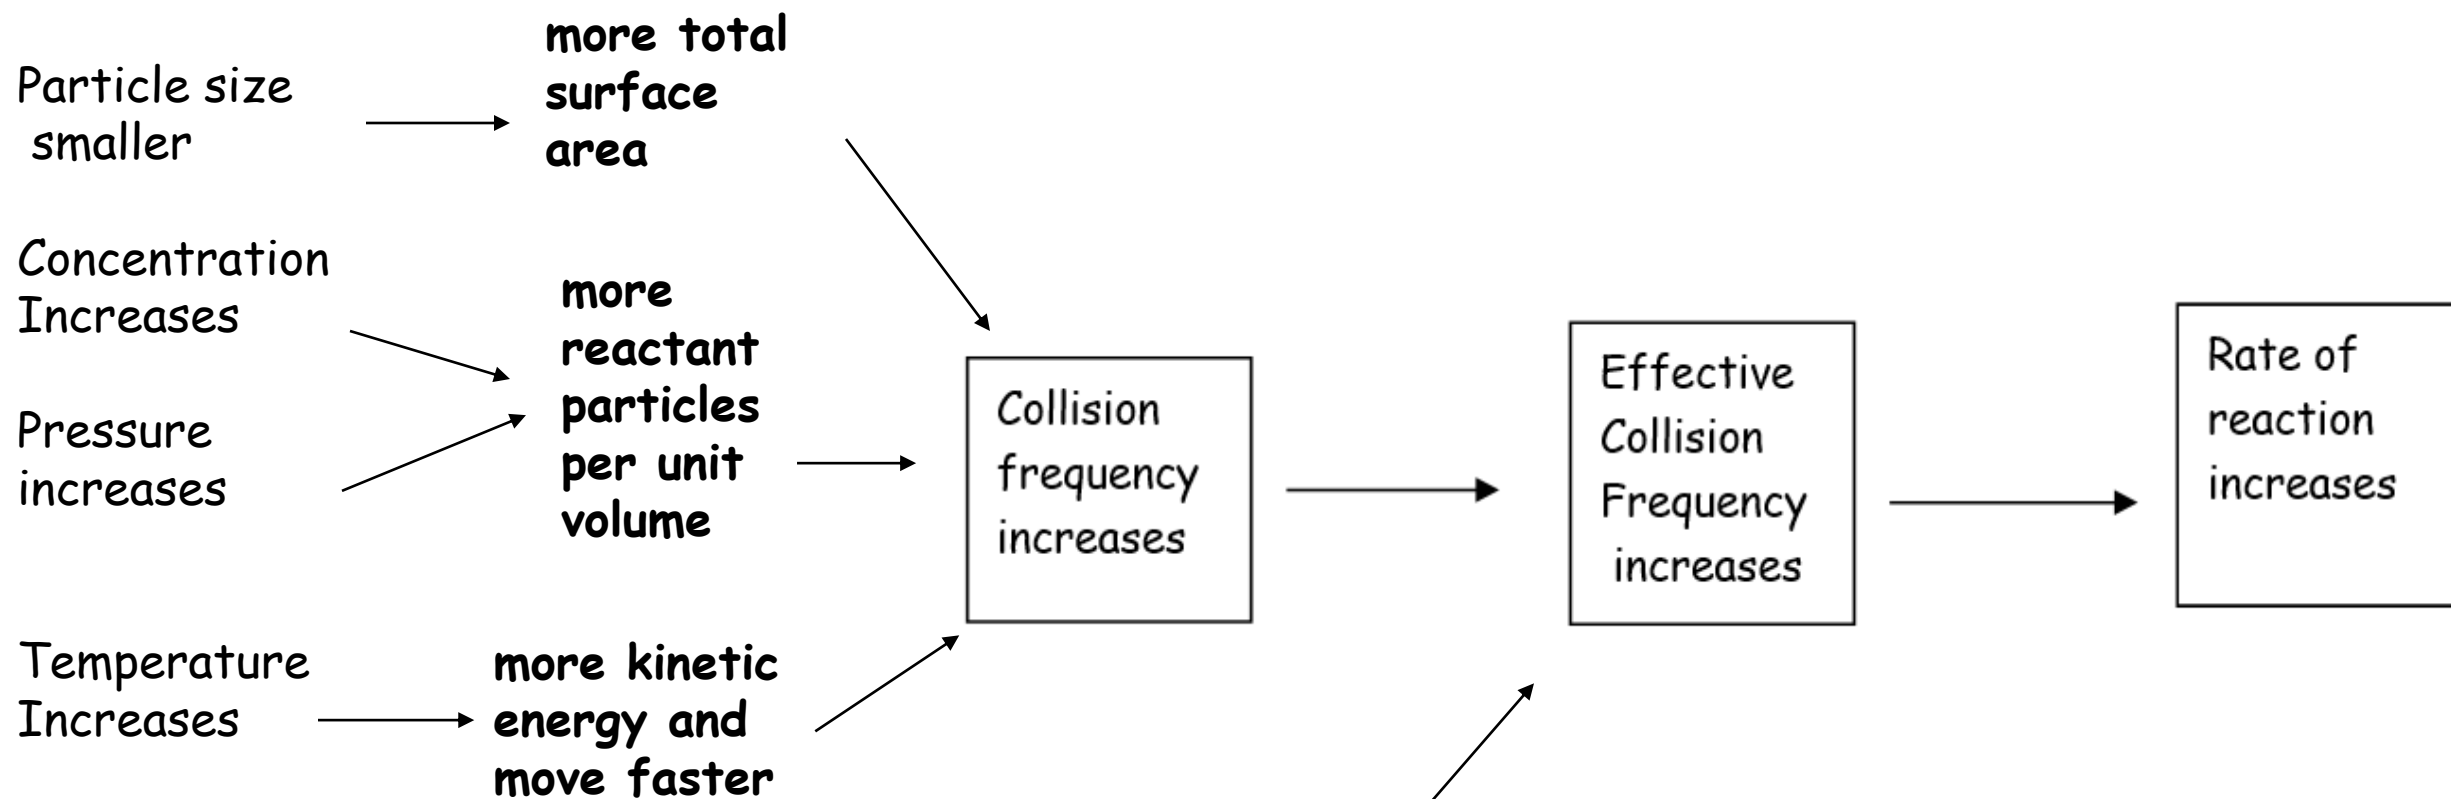 Particle size
smaller
more total
surface
area
Concentration
Increases
Pressure
increases
more
reactant
particles
per unit
volume
Temperature
Increases
more kinetic
energy and
move faster
Collision
frequency
increases
Effective
Collision
Frequency
increases
Rate of
reaction
increases